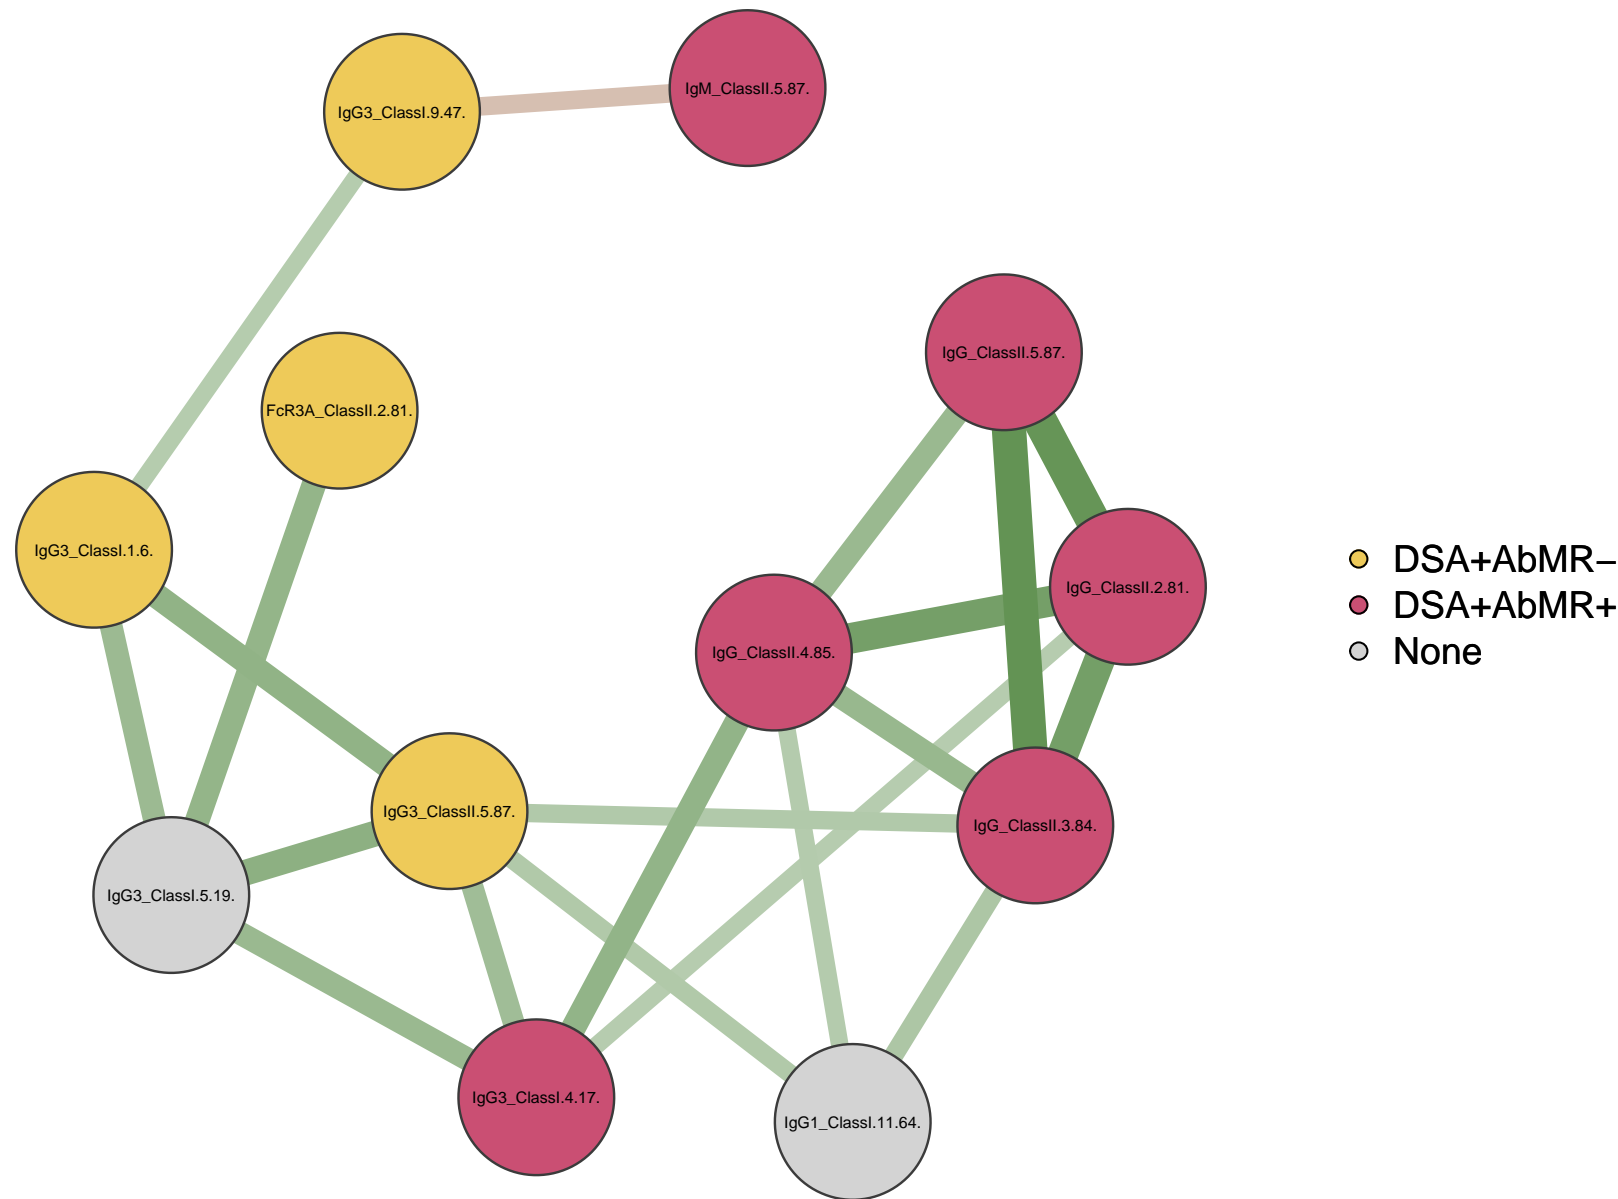 IgM_ClassII.5.87.
IgG3_ClassI.9.47.
IgG_ClassII.5.87.
FcR3A_ClassII.2.81.
IgG3_ClassI.1.6.
IgG_ClassII.2.81.
IgG_ClassII.4.85.
IgG3_ClassII.5.87.
IgG_ClassII.3.84.
IgG3_ClassI.5.19.
IgG3_ClassI.4.17.
IgG1_ClassI.11.64.
DSA+AbMR−
DSA+AbMR+
None